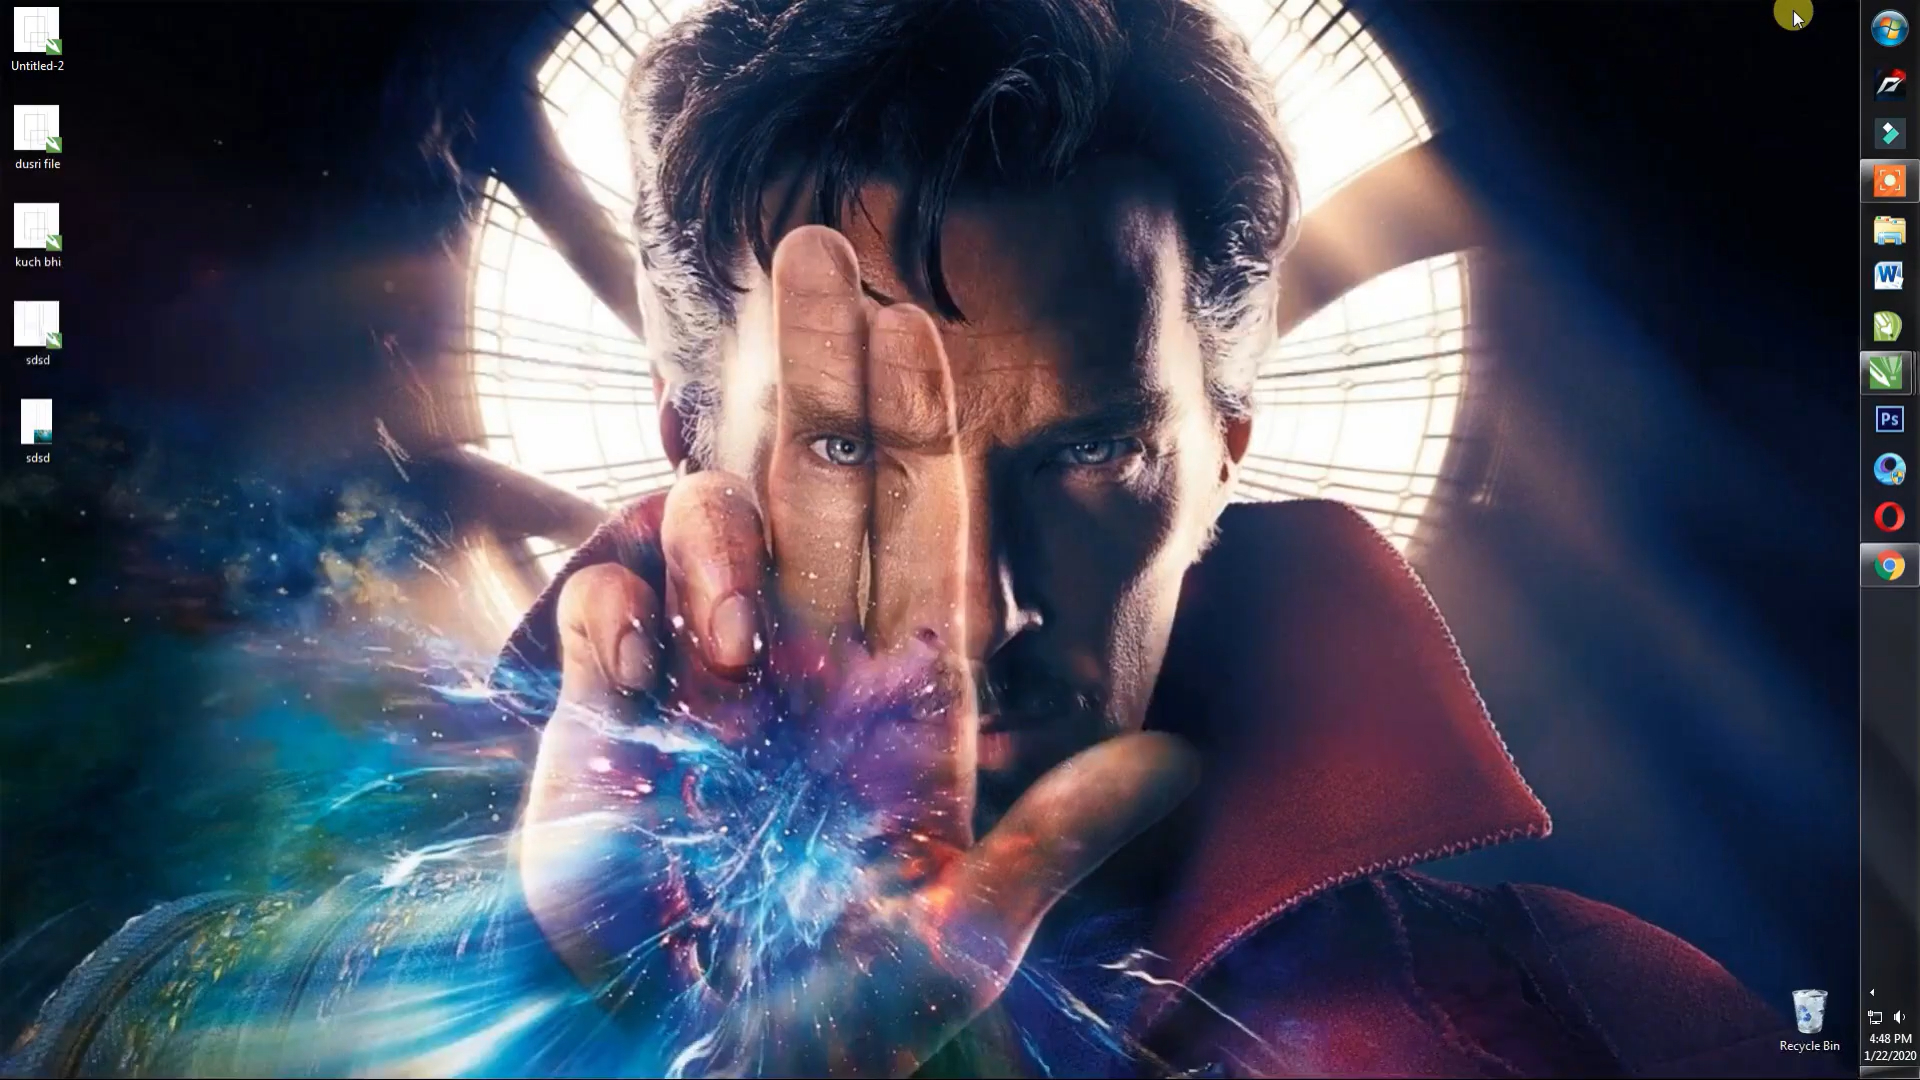 Untitled-2
dusri file
kuch bhi
sdsd
sdsd
W
Ps
Recycle Bin
4:48 PM
1/22/2020